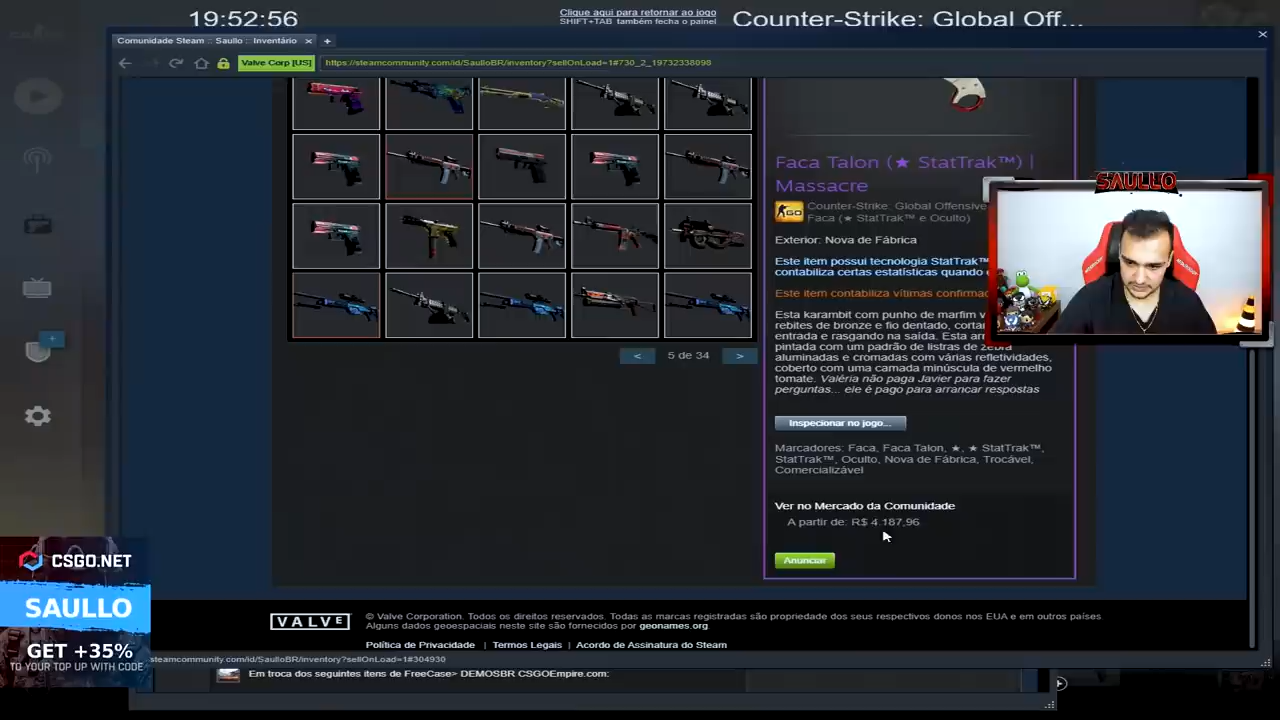 19:52:56
Clique aqui para retornar ao jogo
SHIFT+TAB também fecha o painel
Counter-Strike: Global Off...
Comunidade Steam :: Saullo :: Inventário × +
Valve Corp [US]
https://steamcommunity.com/id/SaulloBR/inventory?sellOnLoad=1#730_2_19732338098
Faca Talon (★ StatTrak™) |
Massacre
GO
Counter-Strike: Global Offensive
Faca (★ StatTrak™ e Oculto)
Exterior: Nova de Fábrica
Este item possui tecnologia StatTrak™
contabiliza certas estatísticas quando
Este item contabiliza vítimas confirma
Esta karambit com punho de marfim
rebites de bronze e fio dentado, corta
entrada e rasgando na saída. Esta
pintada com um padrão de listras de zebra
aluminadas e cromadas com várias refletividades,
coberto com uma camada minúscula de vermelho
tomate. Valéria não paga Javier para fazer
perguntas... ele é pago para arrancar respostas
SAULLO
< 5 de 34 >
Inspecionar no jogo...
Marcadores: Faca, Faca Talon, ★, ★ StatTrak™,
StatTrak™, Oculto, Nova de Fábrica, Trocável,
Comercializável
Ver no Mercado da Comunidade
A partir de: R$ 4.187,96
Anunciar
CSGO.NET
SAULLO
GET +35%
TO YOUR TOP UP WITH CODE
VALVE
© Valve Corporation. Todos os direitos reservados. Todas as marcas registradas são propriedade dos seus respectivos donos nos EUA e em outros países
Alguns dados geoespaciais neste site são fornecidos por geonames.org.
Política de Privacidade | Termos Legais | Acordo de Assinatura do Steam
steamcommunity.com/id/SaulloBR/inventory?sellOnLoad=1#304930
Em troca dos seguintes itens de FreeCase> DEMOSBR CSGOEmpire.com: